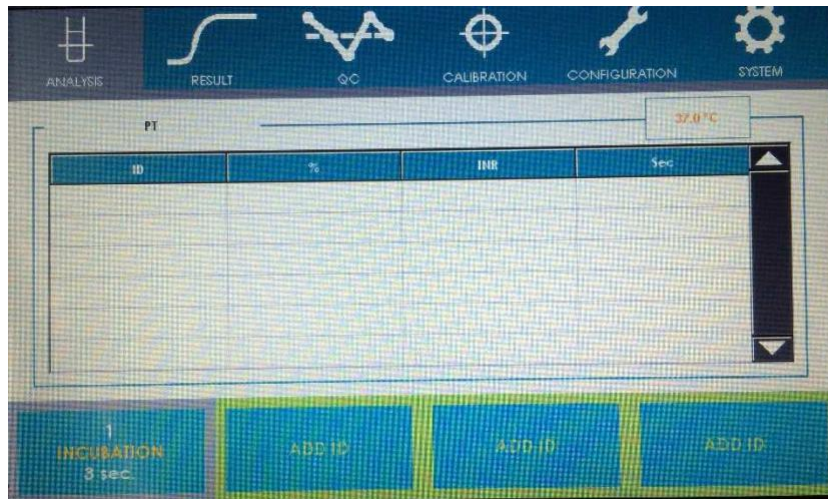 ANALYSIS RESULT QC CALIBRATION CONFIGURATION SYSTEM
PT 37.0 °C
ID % INR Sec
1
INCUBATION
3 sec.
ADD ID ADD ID ADD ID